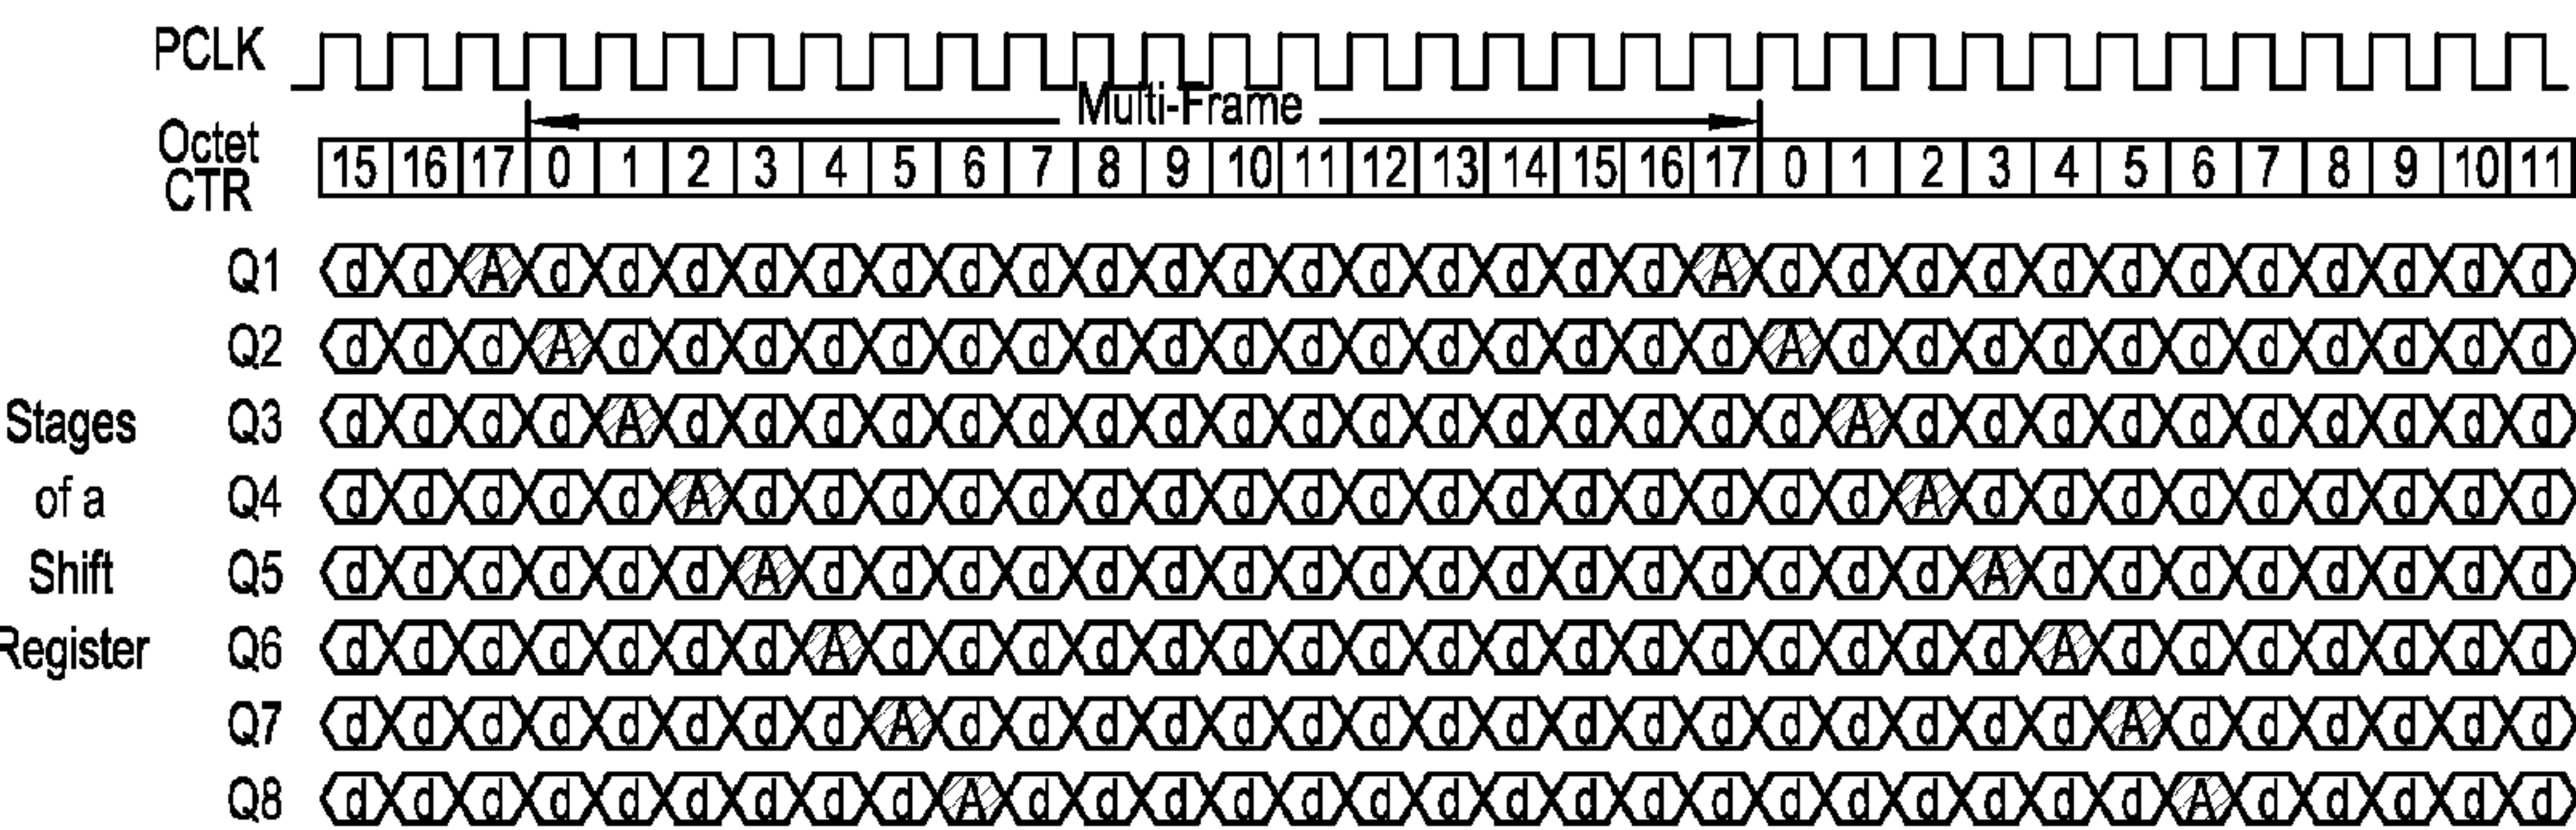 PCLK
Multi-Frame
Octet CTR 15 16 17 0 1 2 3 4 5 6 7 8 9 10 11 12 13 14 15 16 17 0 1 2 3 4 5 6 7 8 9 10 11
Q1 d d A d d d d d d d d d d d d d d d d d A d d d d d d d d d d d d
Q2 d d d A d d d d d d d d d d d d d d d d d A d d d d d d d d d d d
Stages Q3 d d d d A d d d d d d d d d d d d d d d d d A d d d d d d d d d d
of a Q4 d d d d d A d d d d d d d d d d d d d d d d d A d d d d d d d d d
Shift Q5 d d d d d d A d d d d d d d d d d d d d d d d d A d d d d d d d d
Register Q6 d d d d d d d A d d d d d d d d d d d d d d d d d A d d d d d d d
Q7 d d d d d d d d A d d d d d d d d d d d d d d d d d A d d d d d d
Q8 d d d d d d d d d A d d d d d d d d d d d d d d d d d A d d d d d